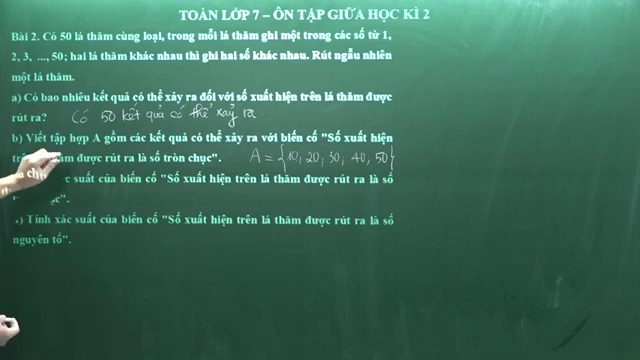 TOÁN LỚP 7 – ÔN TẬP GIỮA HỌC KÌ 2
Bài 2. Có 50 lá thăm cùng loại, trong mỗi lá thăm ghi một trong các số từ 1,
2, 3, ..., 50; hai lá thăm khác nhau thì ghi hai số khác nhau. Rút ngẫu nhiên
một lá thăm.
a) Có bao nhiêu kết quả có thể xảy ra đối với số xuất hiện trên lá thăm được
rút ra? Có 50 kết quả có thể xảy ra.
b) Viết tập hợp A gồm các kết quả có thể xảy ra với biến cố "Số xuất hiện
thăm được rút ra là số tròn chục". A = {10; 20; 30; 40; 50}
suất của biến cố "Số xuất hiện trên lá thăm được rút ra là số
Tính xác suất của biến cố "Số xuất hiện trên lá thăm được rút ra là số
nguyên tố".